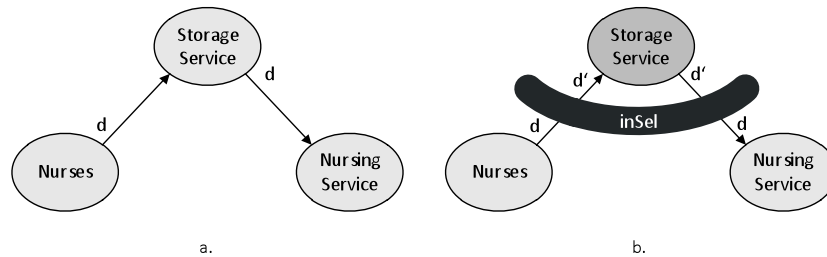 Storage
Service
d
d
Nurses
Nursing
Service
a.
Storage
Service
d‘
d‘
inSel
d
d
Nurses
Nursing
Service
b.